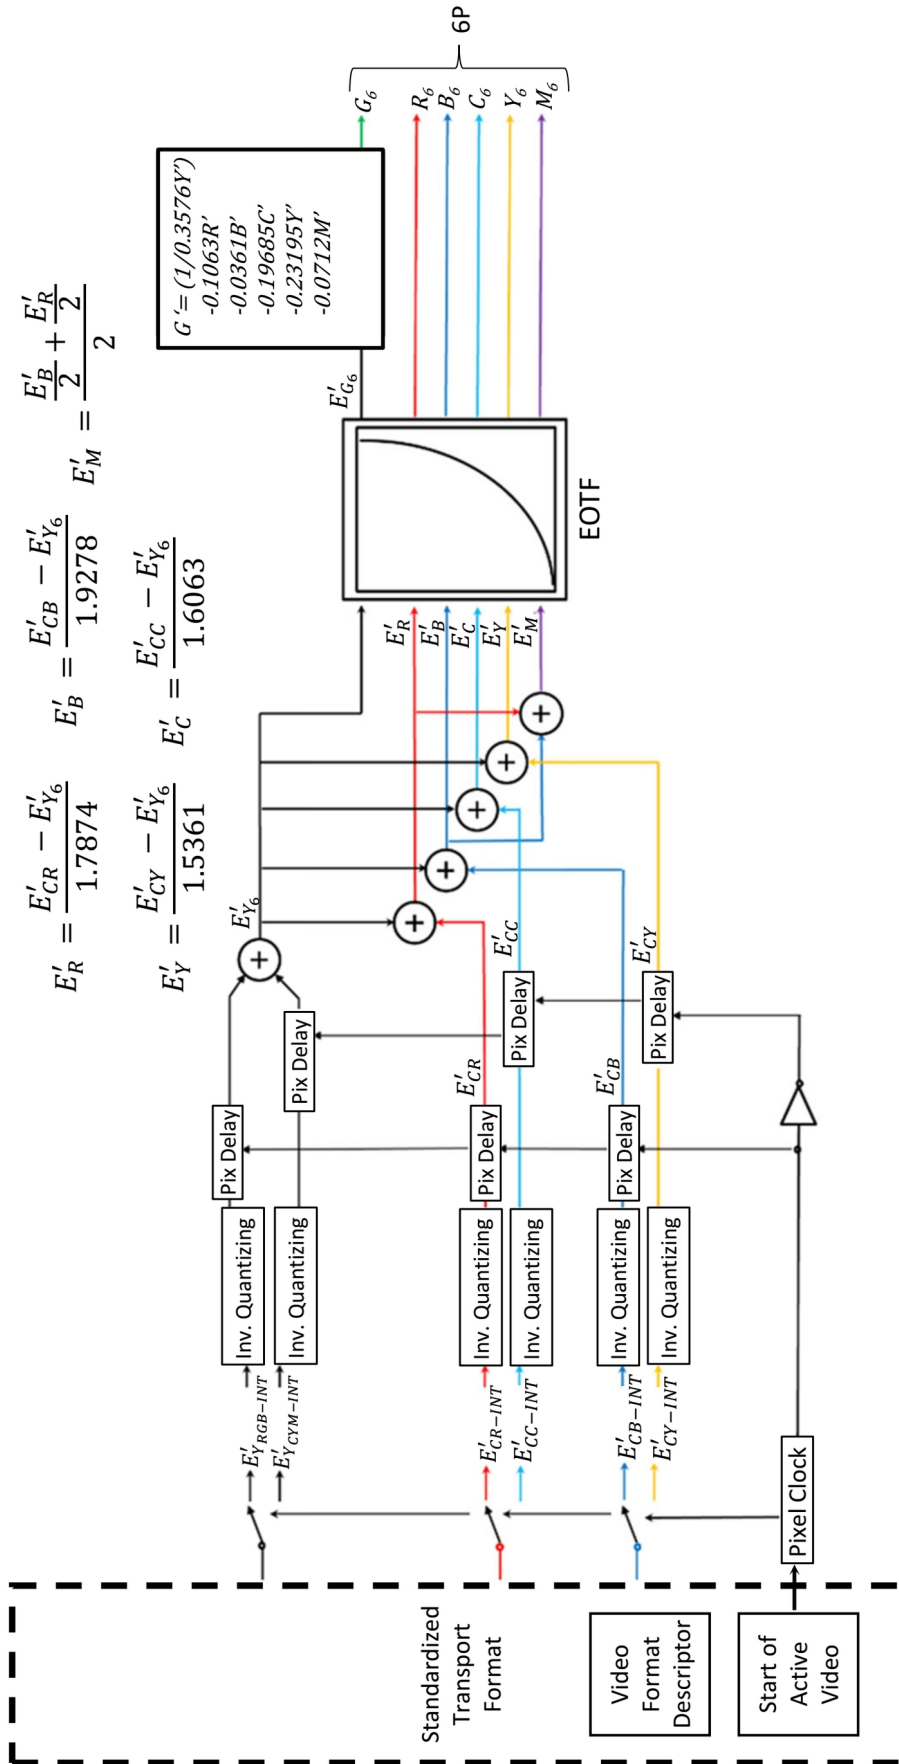 E′R = (E′CR − E′Y6) / 1.7874
E′B = (E′CB − E′Y6) / 1.9278
E′M = (E′B/2 + E′R/2) / 2
E′Y = (E′CY − E′Y6) / 1.5361
E′C = (E′CC − E′Y6) / 1.6063
Standardized
Transport
Format
Video
Format
Descriptor
Start of
Active
Video
Pixel Clock
E′Y RGB−INT
E′Y CYM−INT
E′CR−INT
E′CC−INT
E′CB−INT
E′CY−INT
Inv. Quantizing
Inv. Quantizing
Inv. Quantizing
Inv. Quantizing
Inv. Quantizing
Inv. Quantizing
Pix Delay
Pix Delay
Pix Delay
Pix Delay
Pix Delay
Pix Delay
E′CR
E′CC
E′CB
E′CY
E′Y6
+
+
+
+
+
+
E′R
E′B
E′C
E′Y
E′M
EOTF
E′G6
G‘= (1/0.3576Y’)
-0.1063R’
-0.0361B’
-0.19685C’
-0.23195Y’
-0.0712M’
G6
R6
B6
C6
Y6
M6
6P